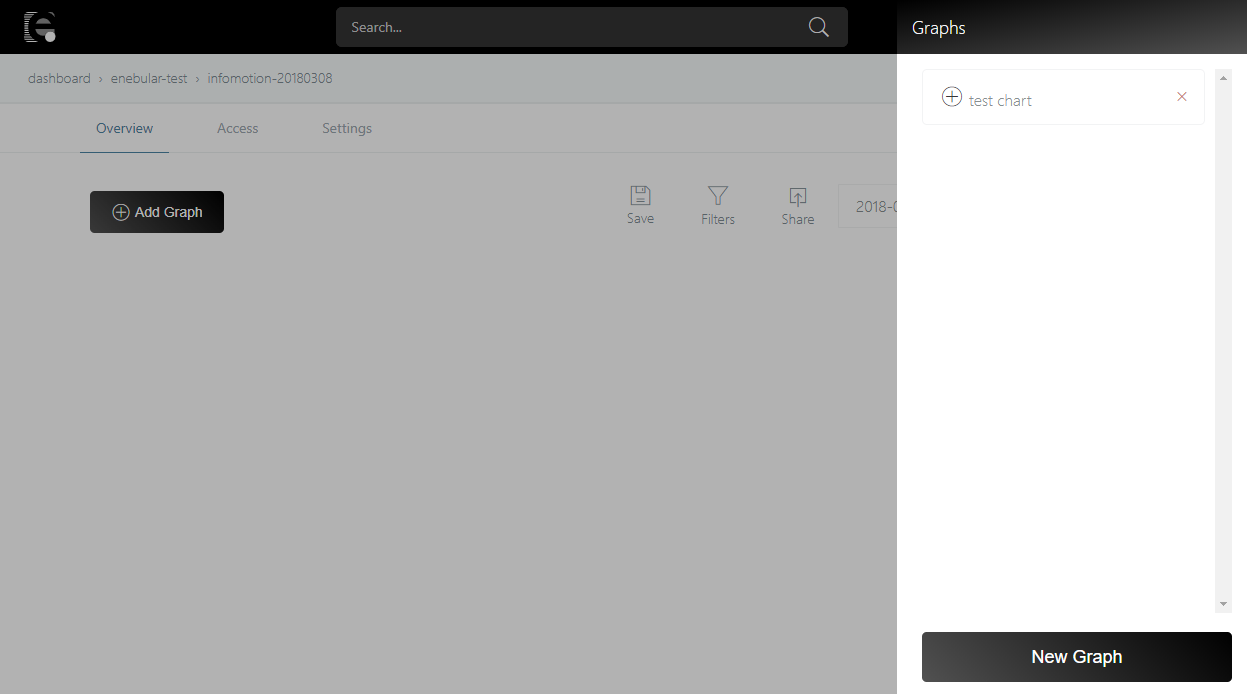 Search...
Graphs
dashboard › enebular-test › infomotion-20180308
test chart
Overview Access Settings
Add Graph
Save Filters Share 2018-0
New Graph